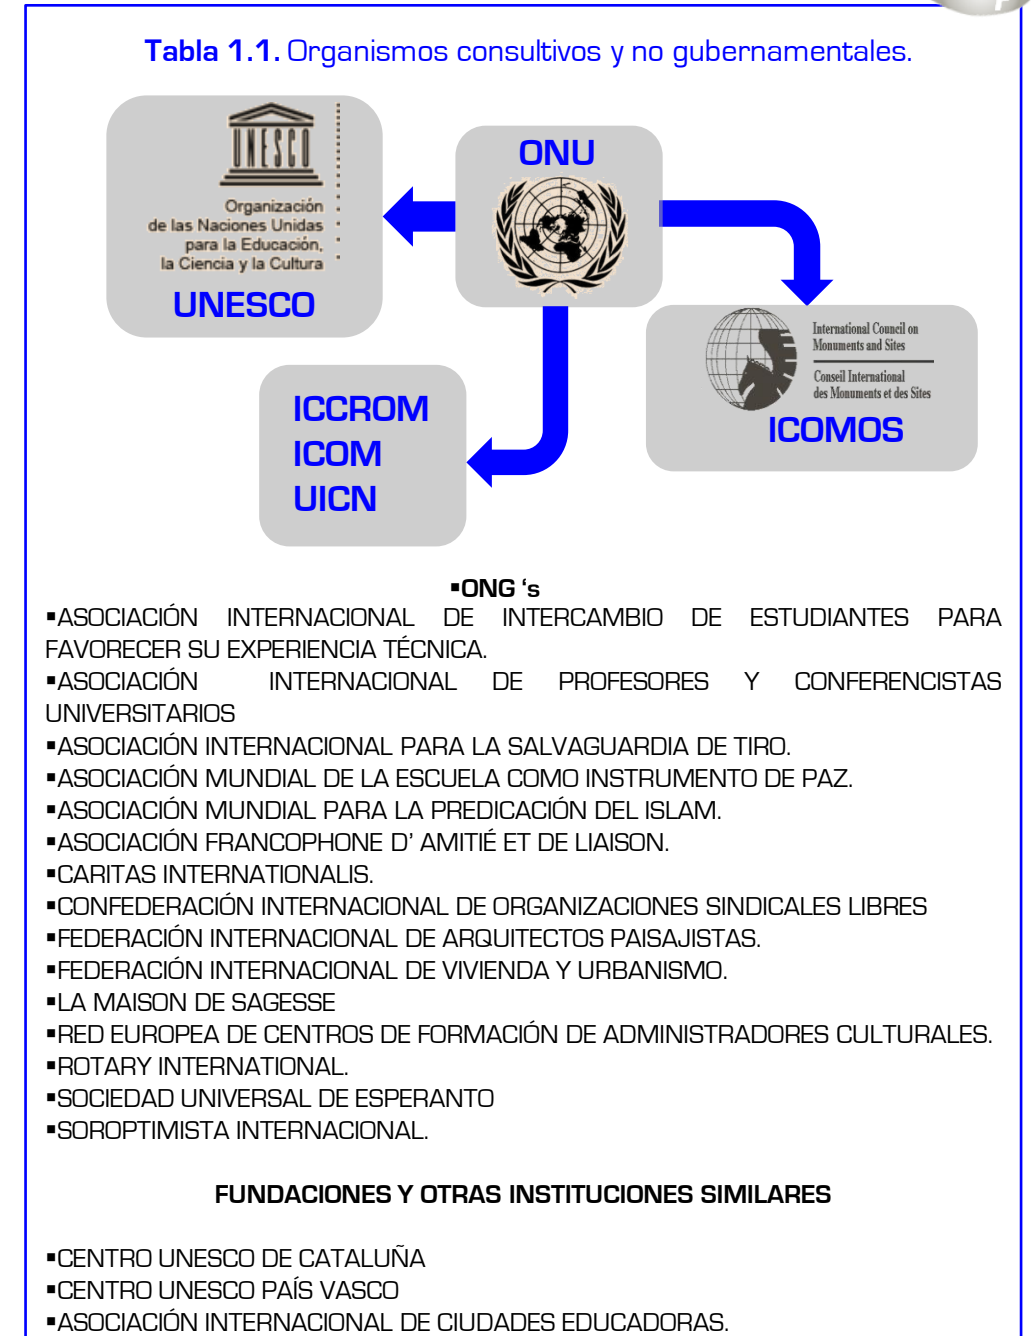 Tabla 1.1. Organismos consultivos y no gubernamentales.
UNESCO
Organización
de las Naciones Unidas
para la Educación,
la Ciencia y la Cultura
UNESCO
ONU
International Council on
Monuments and Sites
Conseil International
des Monuments et des Sites
ICOMOS
ICCROM
ICOM
UICN
▪ONG ‘s
▪ASOCIACIÓN INTERNACIONAL DE INTERCAMBIO DE ESTUDIANTES PARA
FAVORECER SU EXPERIENCIA TÉCNICA.
▪ASOCIACIÓN INTERNACIONAL DE PROFESORES Y CONFERENCISTAS
UNIVERSITARIOS
▪ASOCIACIÓN INTERNACIONAL PARA LA SALVAGUARDIA DE TIRO.
▪ASOCIACIÓN MUNDIAL DE LA ESCUELA COMO INSTRUMENTO DE PAZ.
▪ASOCIACIÓN MUNDIAL PARA LA PREDICACIÓN DEL ISLAM.
▪ASOCIACIÓN FRANCOPHONE D’ AMITIÉ ET DE LIAISON.
▪CARITAS INTERNATIONALIS.
▪CONFEDERACIÓN INTERNACIONAL DE ORGANIZACIONES SINDICALES LIBRES
▪FEDERACIÓN INTERNACIONAL DE ARQUITECTOS PAISAJISTAS.
▪FEDERACIÓN INTERNACIONAL DE VIVIENDA Y URBANISMO.
▪LA MAISON DE SAGESSE
▪RED EUROPEA DE CENTROS DE FORMACIÓN DE ADMINISTRADORES CULTURALES.
▪ROTARY INTERNATIONAL.
▪SOCIEDAD UNIVERSAL DE ESPERANTO
▪SOROPTIMISTA INTERNACIONAL.
FUNDACIONES Y OTRAS INSTITUCIONES SIMILARES
▪CENTRO UNESCO DE CATALUÑA
▪CENTRO UNESCO PAÍS VASCO
▪ASOCIACIÓN INTERNACIONAL DE CIUDADES EDUCADORAS.